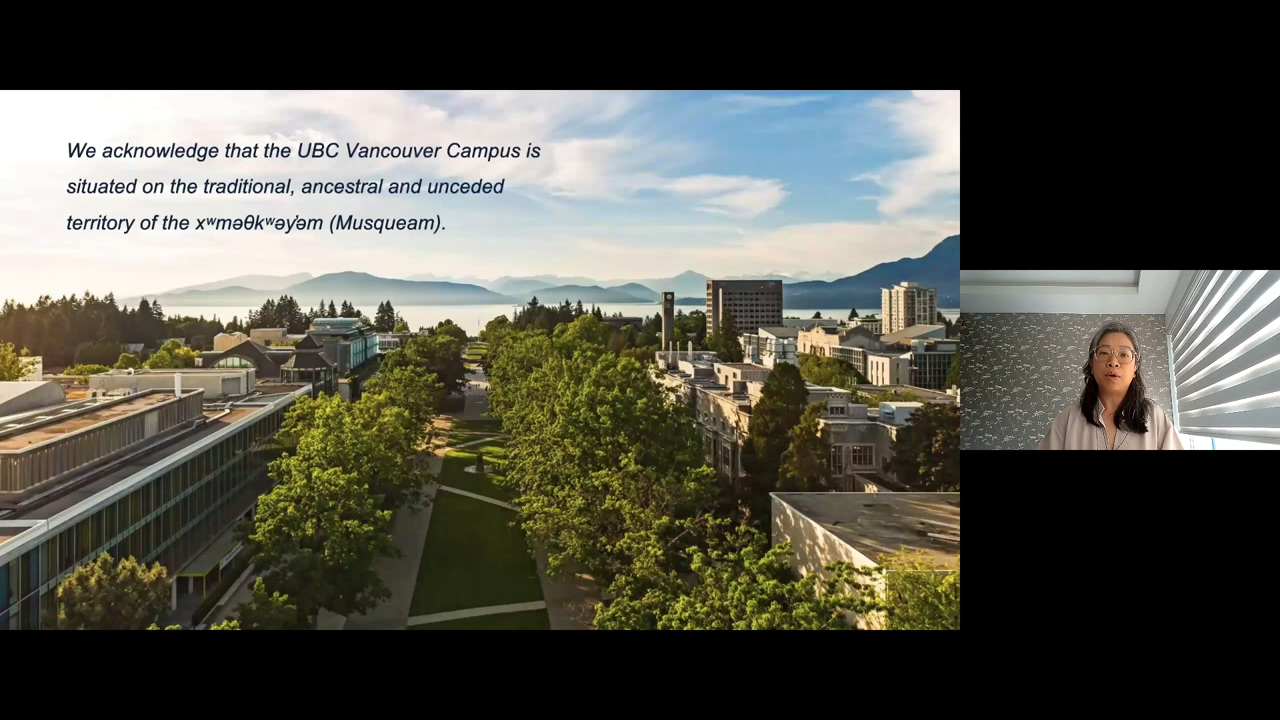 We acknowledge that the UBC Vancouver Campus is
situated on the traditional, ancestral and unceded
territory of the xʷməθkʷəy̓əm (Musqueam).